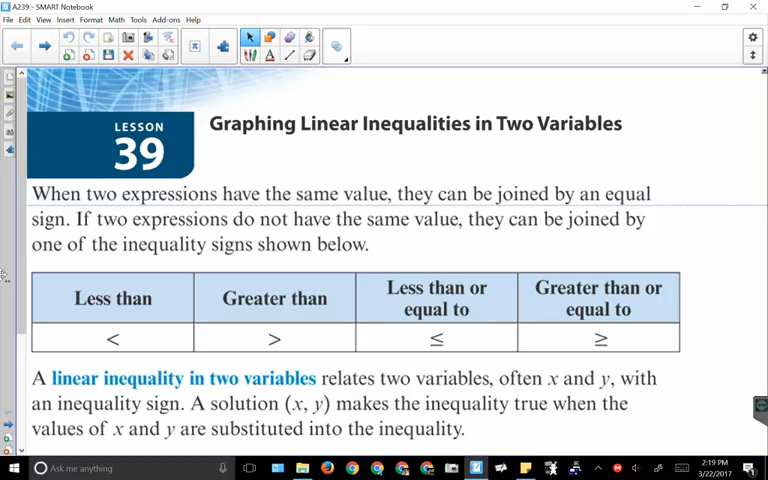 A239 - SMART Notebook
File Edit View Insert Format Math Tools Add-ons Help
LESSON
39
Graphing Linear Inequalities in Two Variables
When two expressions have the same value, they can be joined by an equal
sign. If two expressions do not have the same value, they can be joined by
one of the inequality signs shown below.
Less than Greater than Less than or equal to Greater than or equal to
< > ≤ ≥
A linear inequality in two variables relates two variables, often x and y, with
an inequality sign. A solution (x, y) makes the inequality true when the
values of x and y are substituted into the inequality.
Ask me anything
2:19 PM
3/22/2017